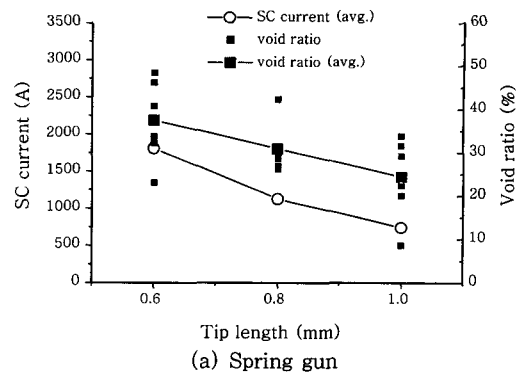 SC current (avg.)
void ratio
void ratio (avg.)
SC current (A)
3500
3000
2500
2000
1500
1000
500
0
60
50
40
30
20
10
0
Void ratio (%)
0.6 0.8 1.0
Tip length (mm)
(a) Spring gun